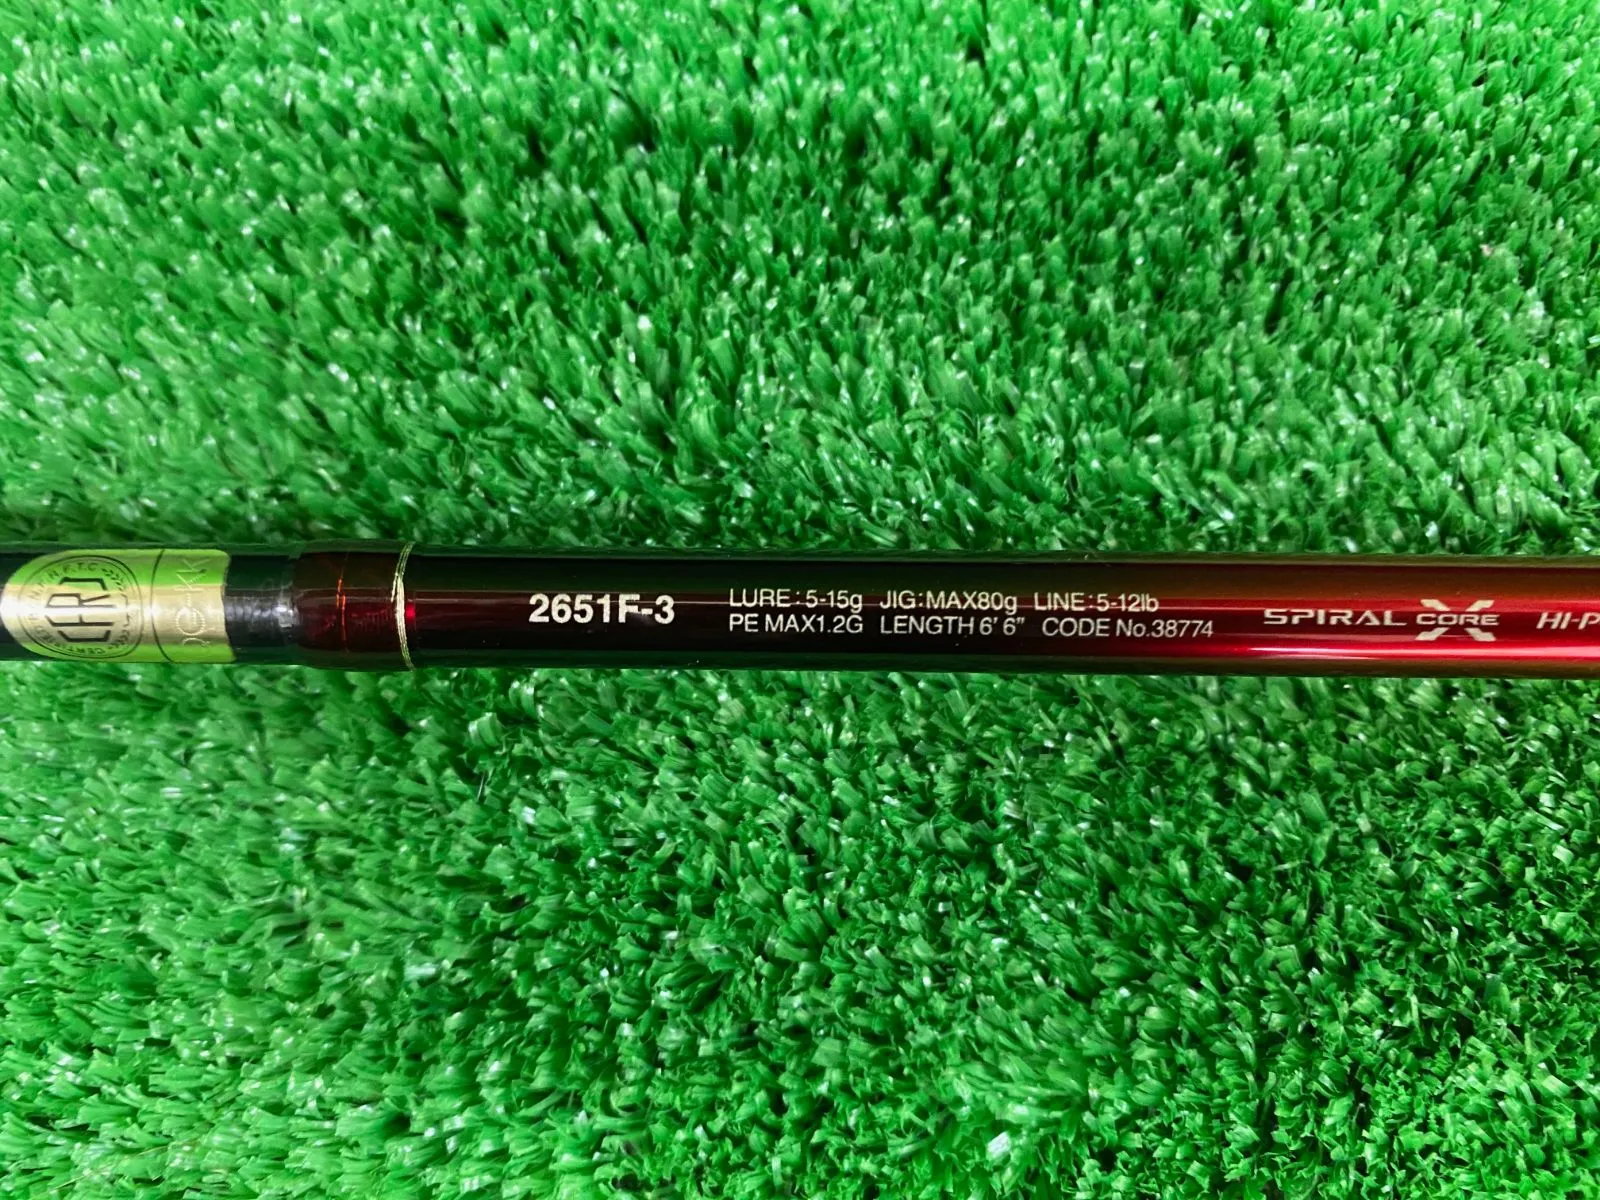 2651F-3
LURE:5-15g JIG:MAX80g LINE:5-12lb
PE MAX1.2G LENGTH 6'6" CODE No.38774
SPIRAL X CORE
HI-P